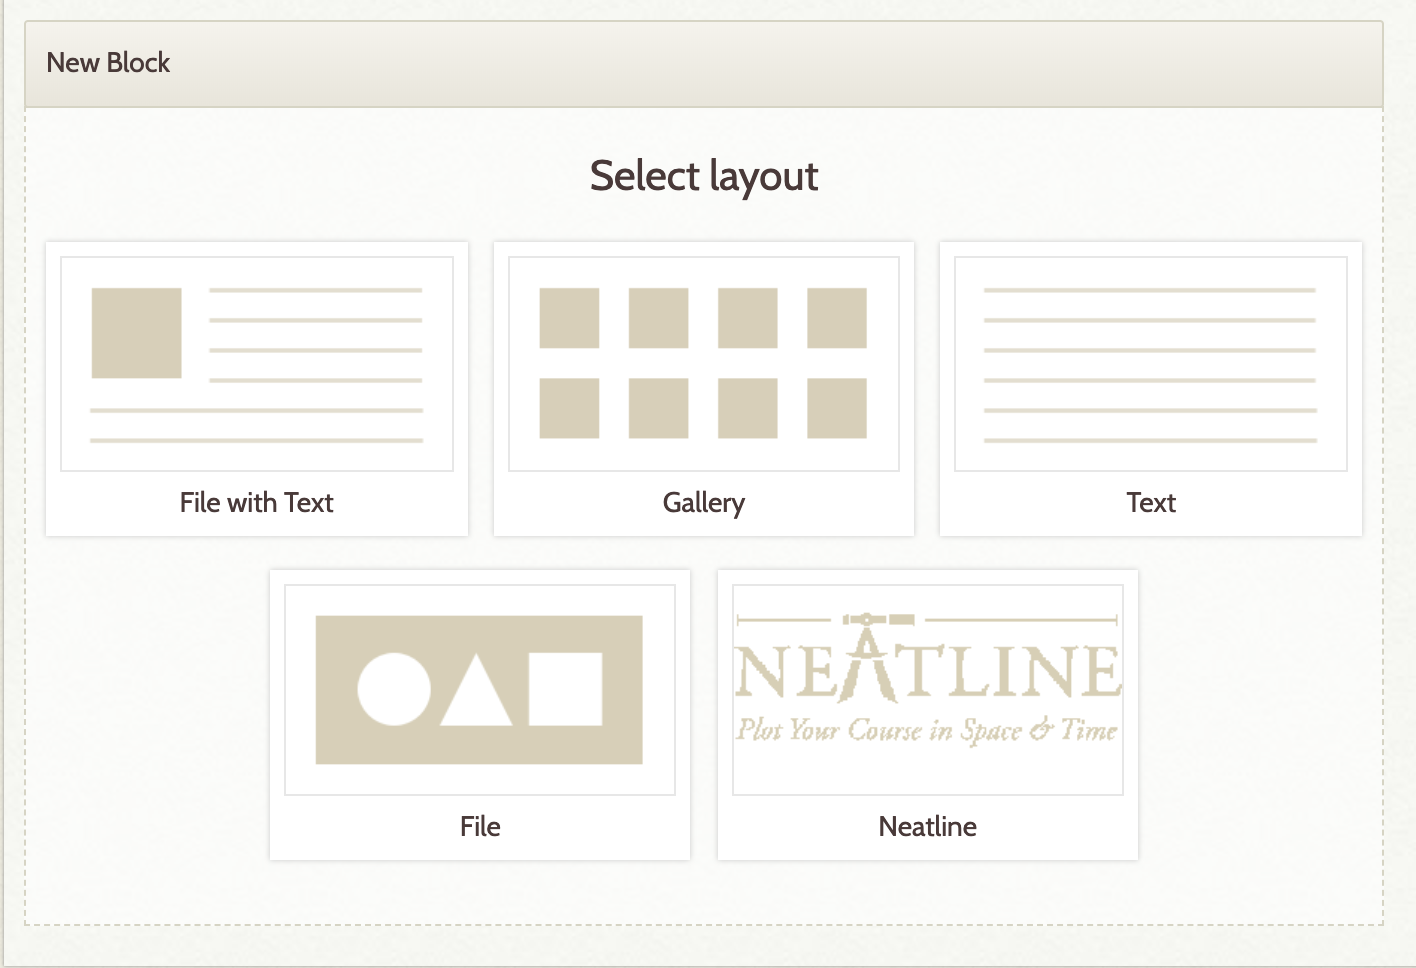 New Block
Select layout
File with Text
Gallery
Text
NEATLINE
Plot Your Course in Space & Time
File
Neatline